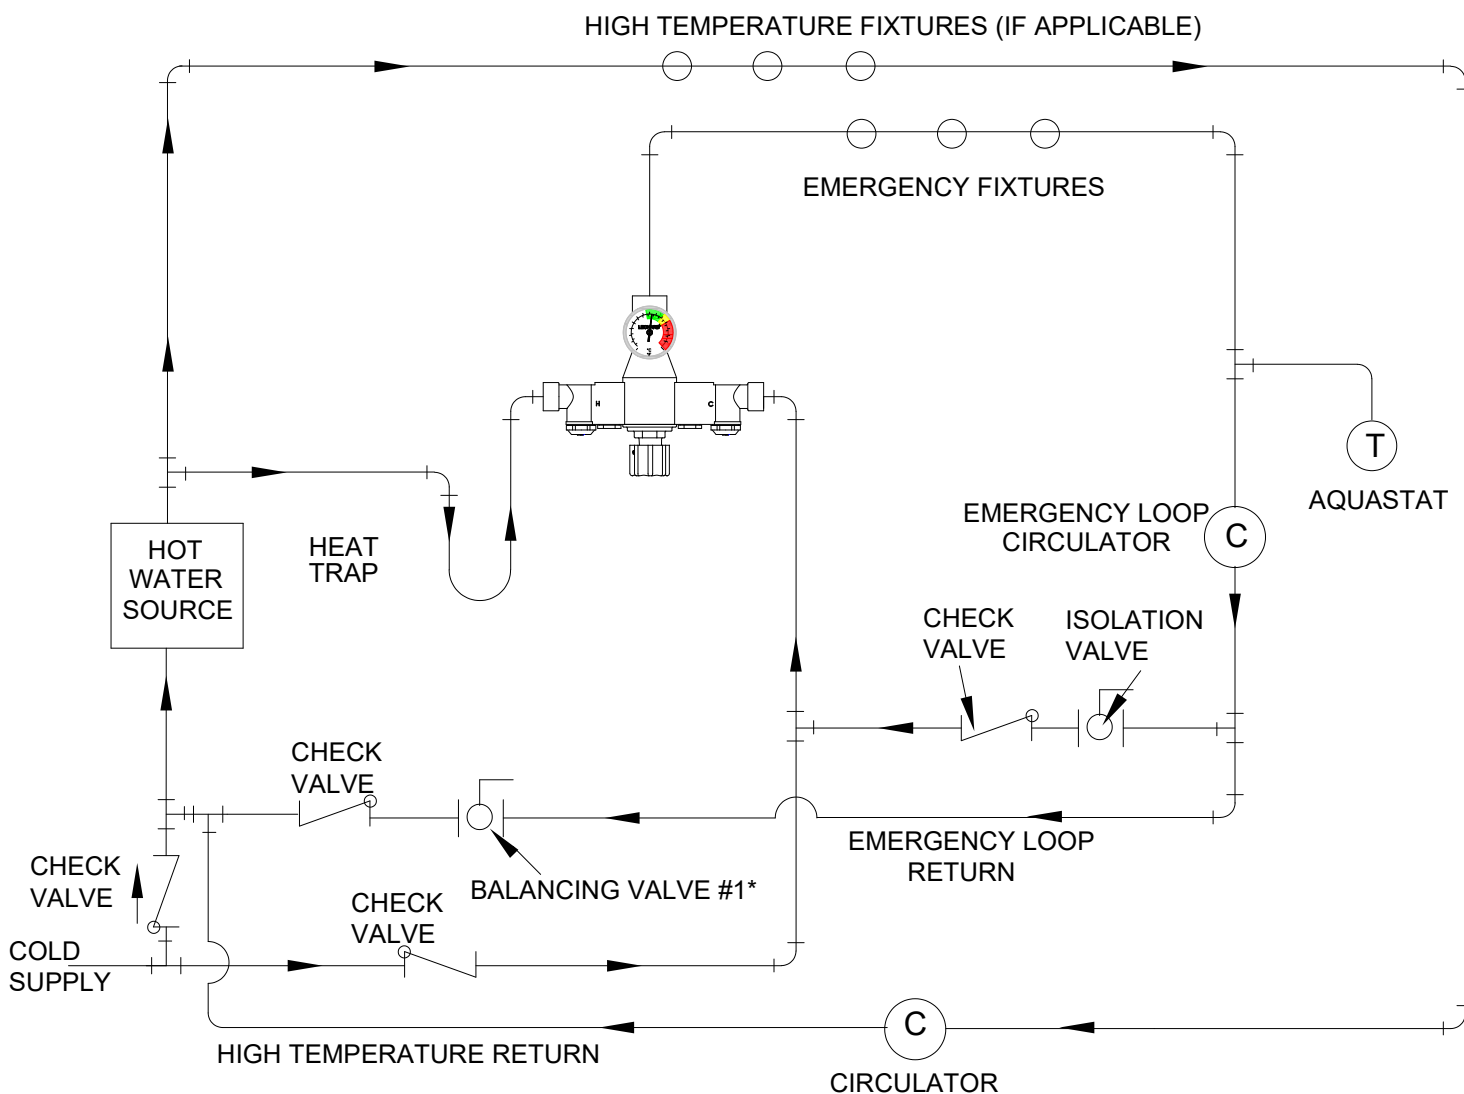 HIGH TEMPERATURE FIXTURES (IF APPLICABLE)
EMERGENCY FIXTURES
H
C
T
AQUASTAT
EMERGENCY LOOP
CIRCULATOR
C
HOT
WATER
SOURCE
HEAT
TRAP
CHECK
VALVE
ISOLATION
VALVE
CHECK
VALVE
EMERGENCY LOOP
RETURN
BALANCING VALVE #1*
CHECK
VALVE
CHECK
VALVE
COLD
SUPPLY
HIGH TEMPERATURE RETURN
C
CIRCULATOR